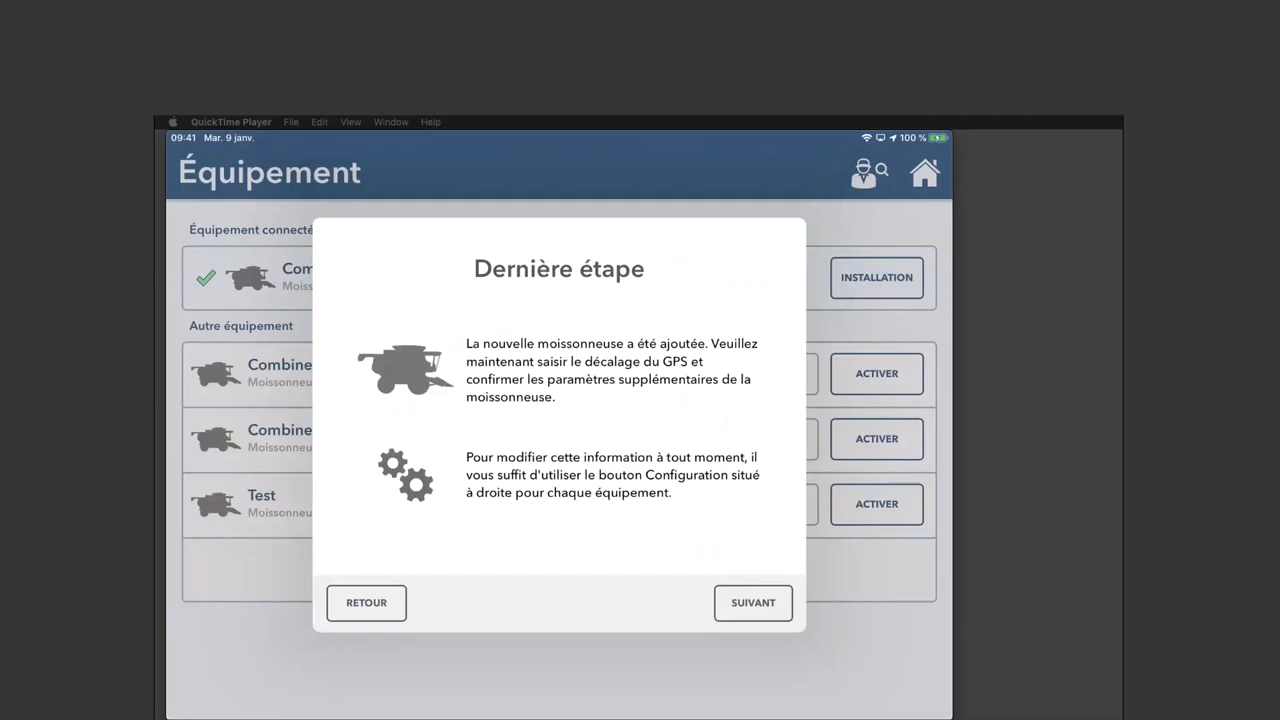 QuickTime Player File Edit View Window Help
09:41 Mar. 9 janv. 100 %
Équipement
Équipement connecté
Com
Moiss
INSTALLATION
Autre équipement
Combine
Moissonneu
ACTIVER
Combine
Moissonneu
ACTIVER
Test
Moissonneu
ACTIVER
Dernière étape
La nouvelle moissonneuse a été ajoutée. Veuillez
maintenant saisir le décalage du GPS et
confirmer les paramètres supplémentaires de la
moissonneuse.
Pour modifier cette information à tout moment, il
vous suffit d'utiliser le bouton Configuration situé
à droite pour chaque équipement.
RETOUR
SUIVANT